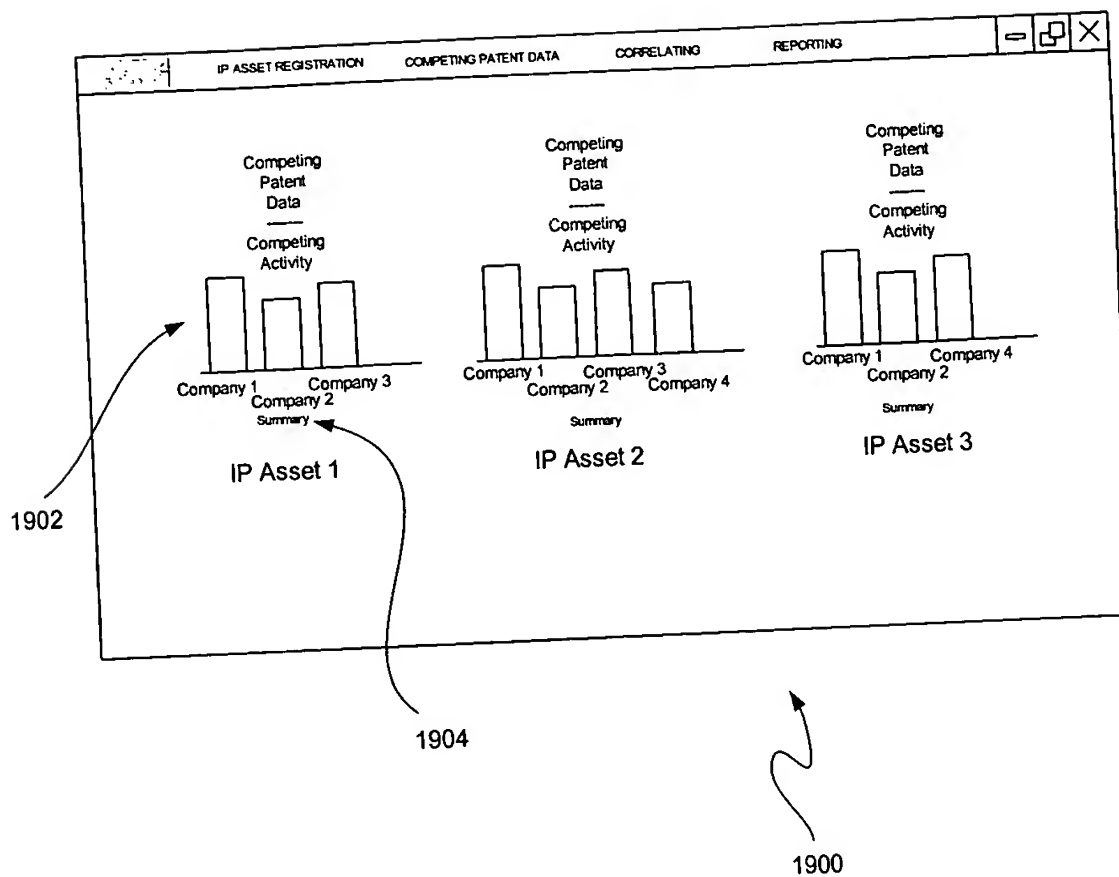 IP ASSET REGISTRATION COMPETING PATENT DATA CORRELATING REPORTING
Competing
Patent
Data
Competing
Activity
Company 1
Company 2
Company 3
Summary
IP Asset 1
Competing
Patent
Data
Competing
Activity
Company 1
Company 2
Company 3
Company 4
Summary
IP Asset 2
Competing
Patent
Data
Competing
Activity
Company 1
Company 2
Company 4
Summary
IP Asset 3
1902
1904
1900